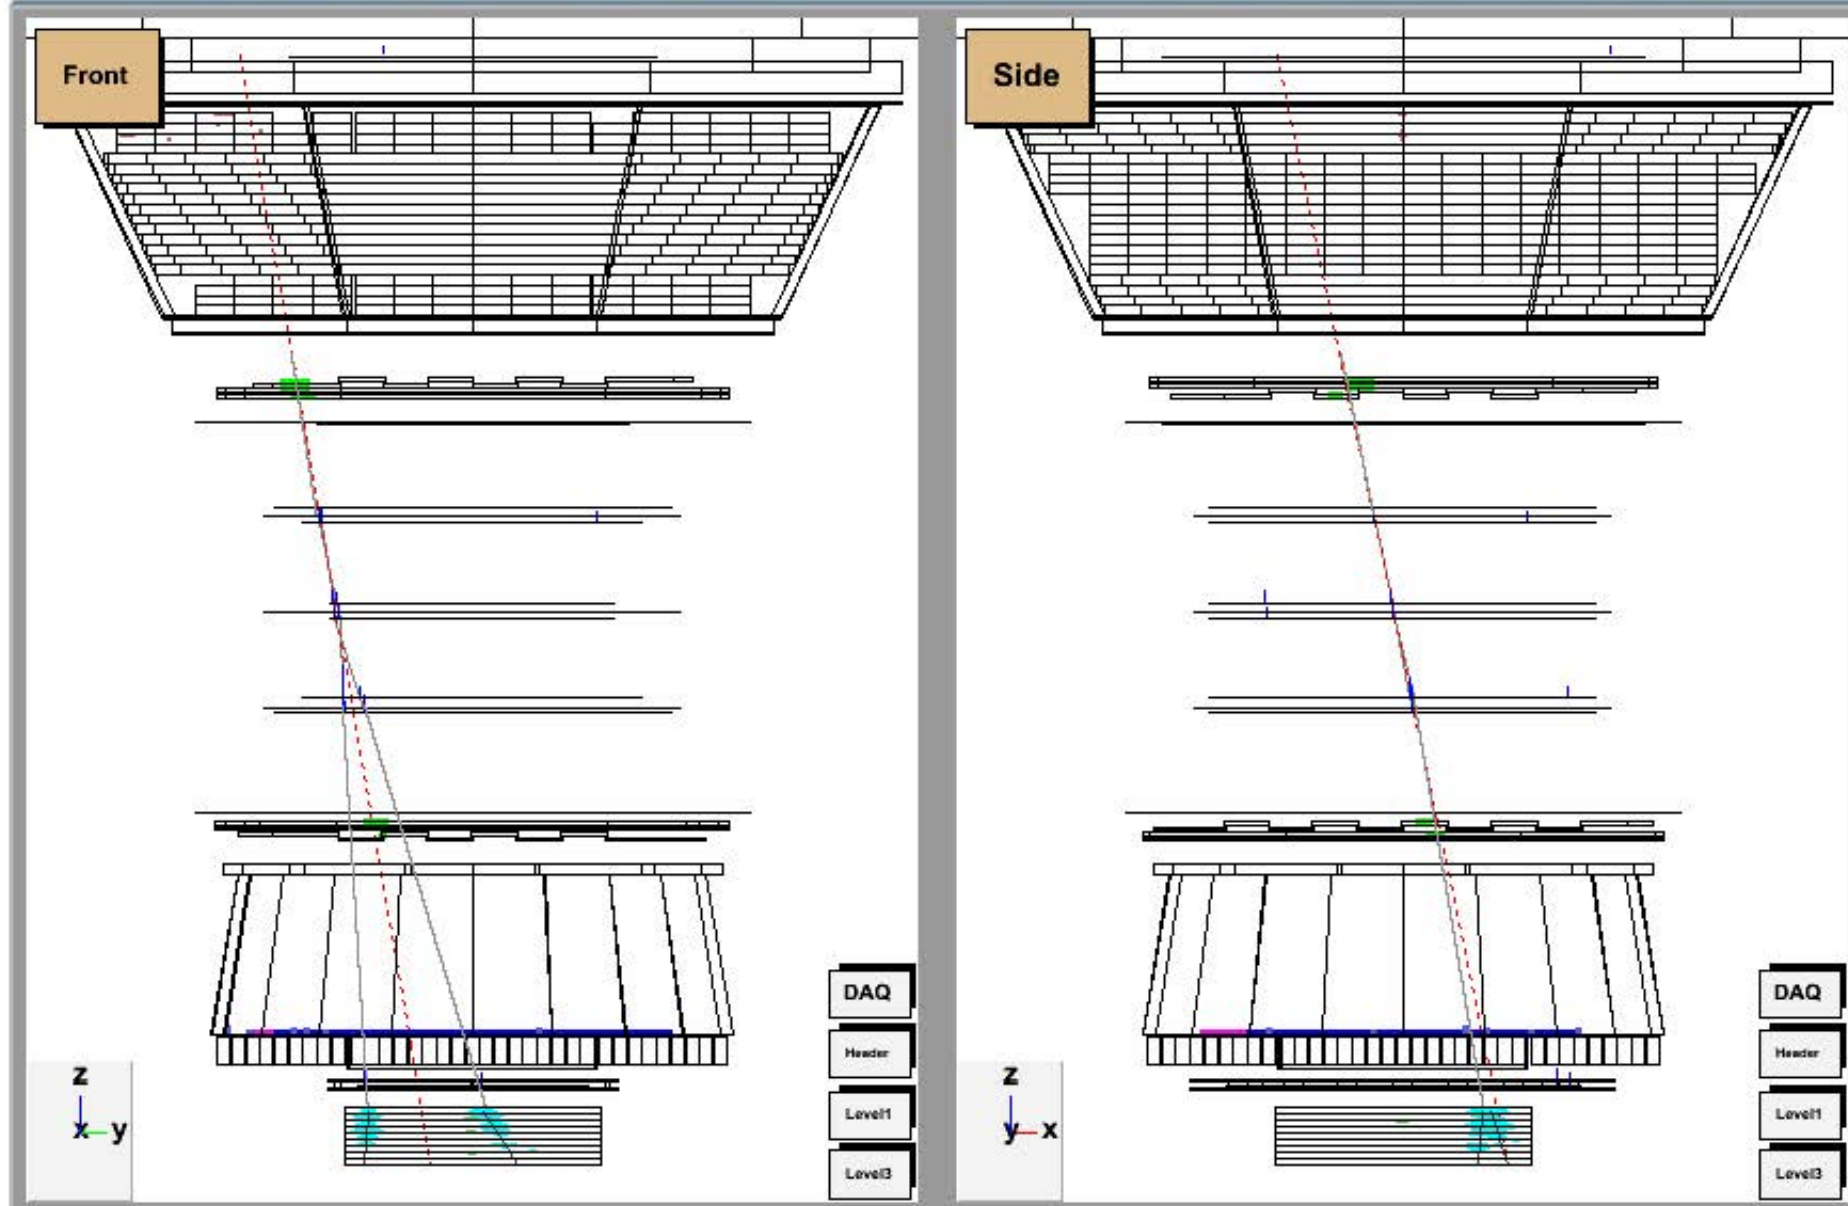 Front
Side
DAQ
Header
Level1
Level3
z
x y
DAQ
Header
Level1
Level3
z
y x